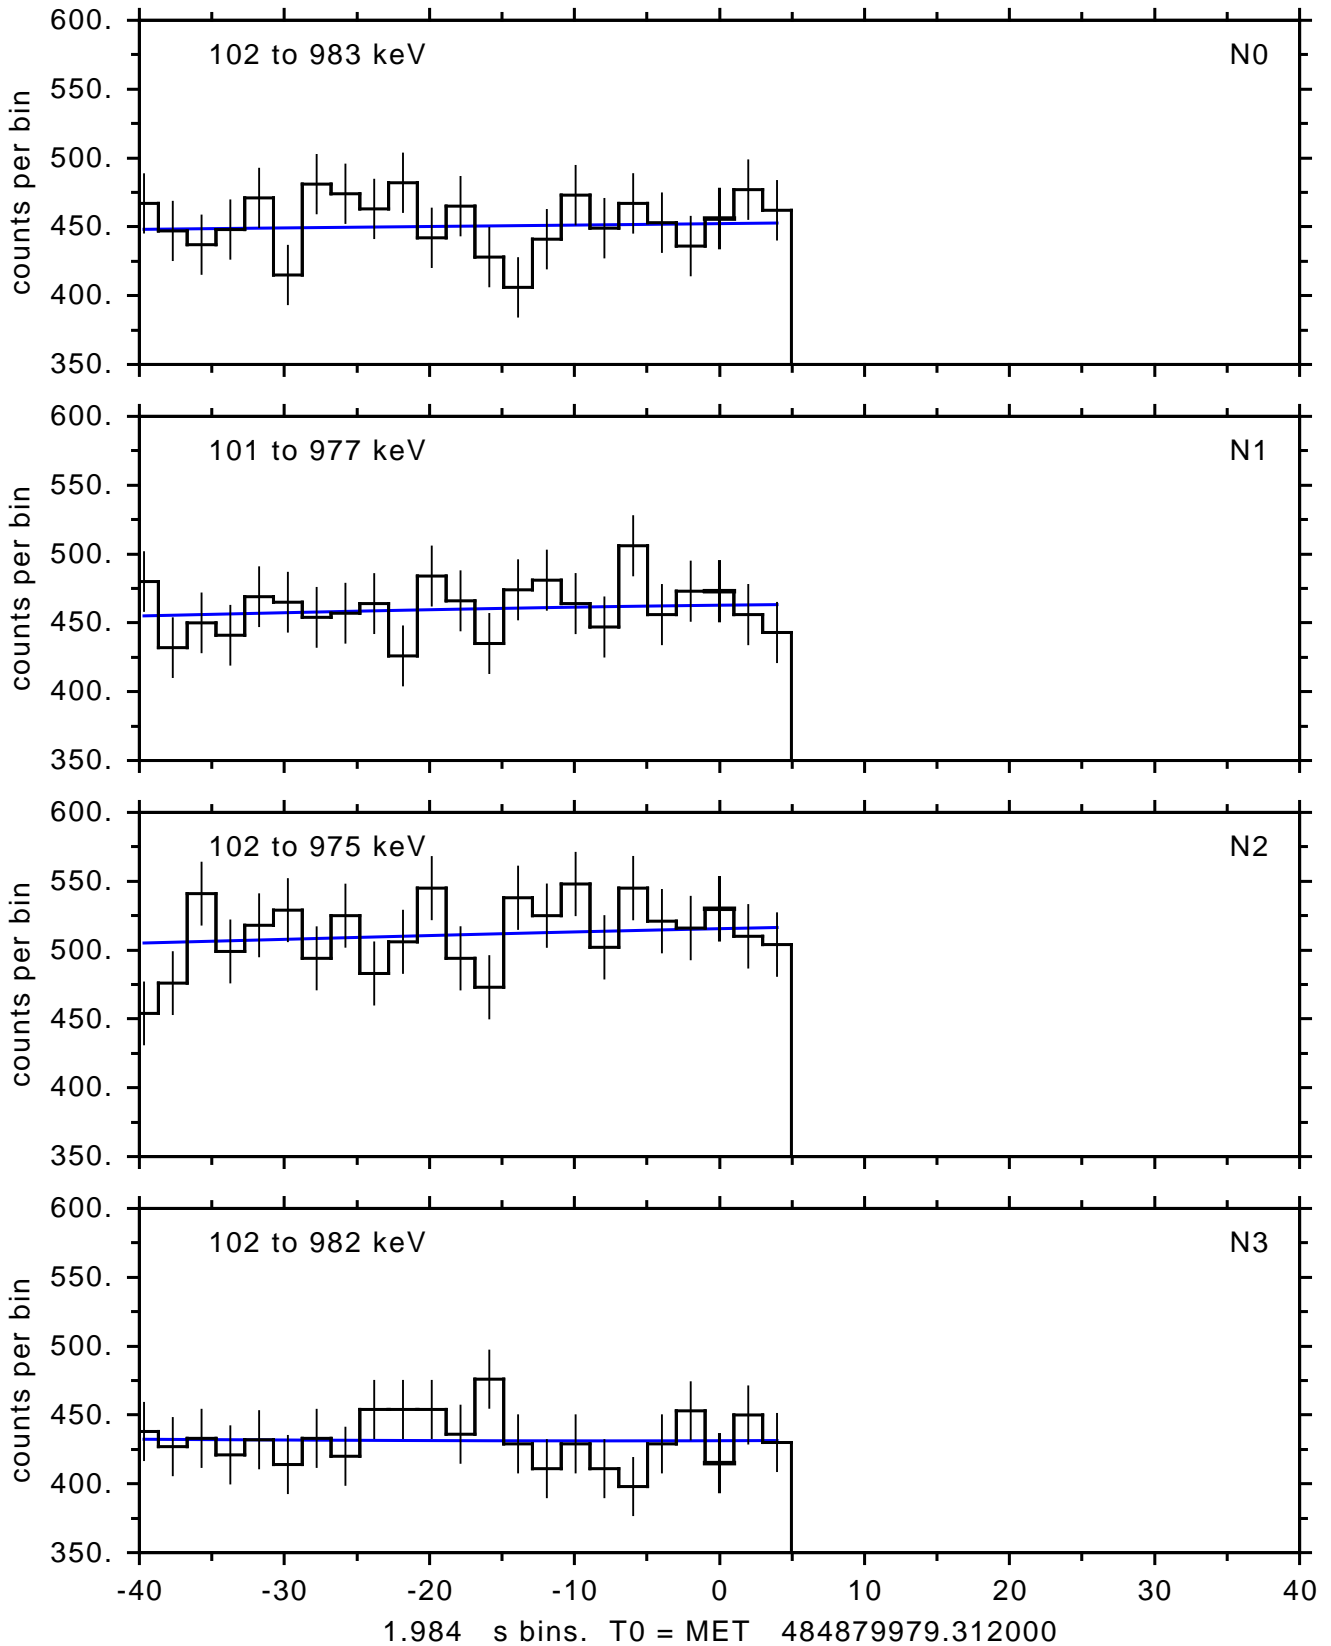 600.
102 to 983 keV N0
550.
500.
450.
400.
350.
counts per bin
600.
101 to 977 keV N1
550.
500.
450.
400.
350.
counts per bin
600.
102 to 975 keV N2
550.
500.
450.
400.
350.
counts per bin
600.
102 to 982 keV N3
550.
500.
450.
400.
350.
counts per bin
-40 -30 -20 -10 0 10 20 30 40
1.984 s bins. T0 = MET 484879979.312000